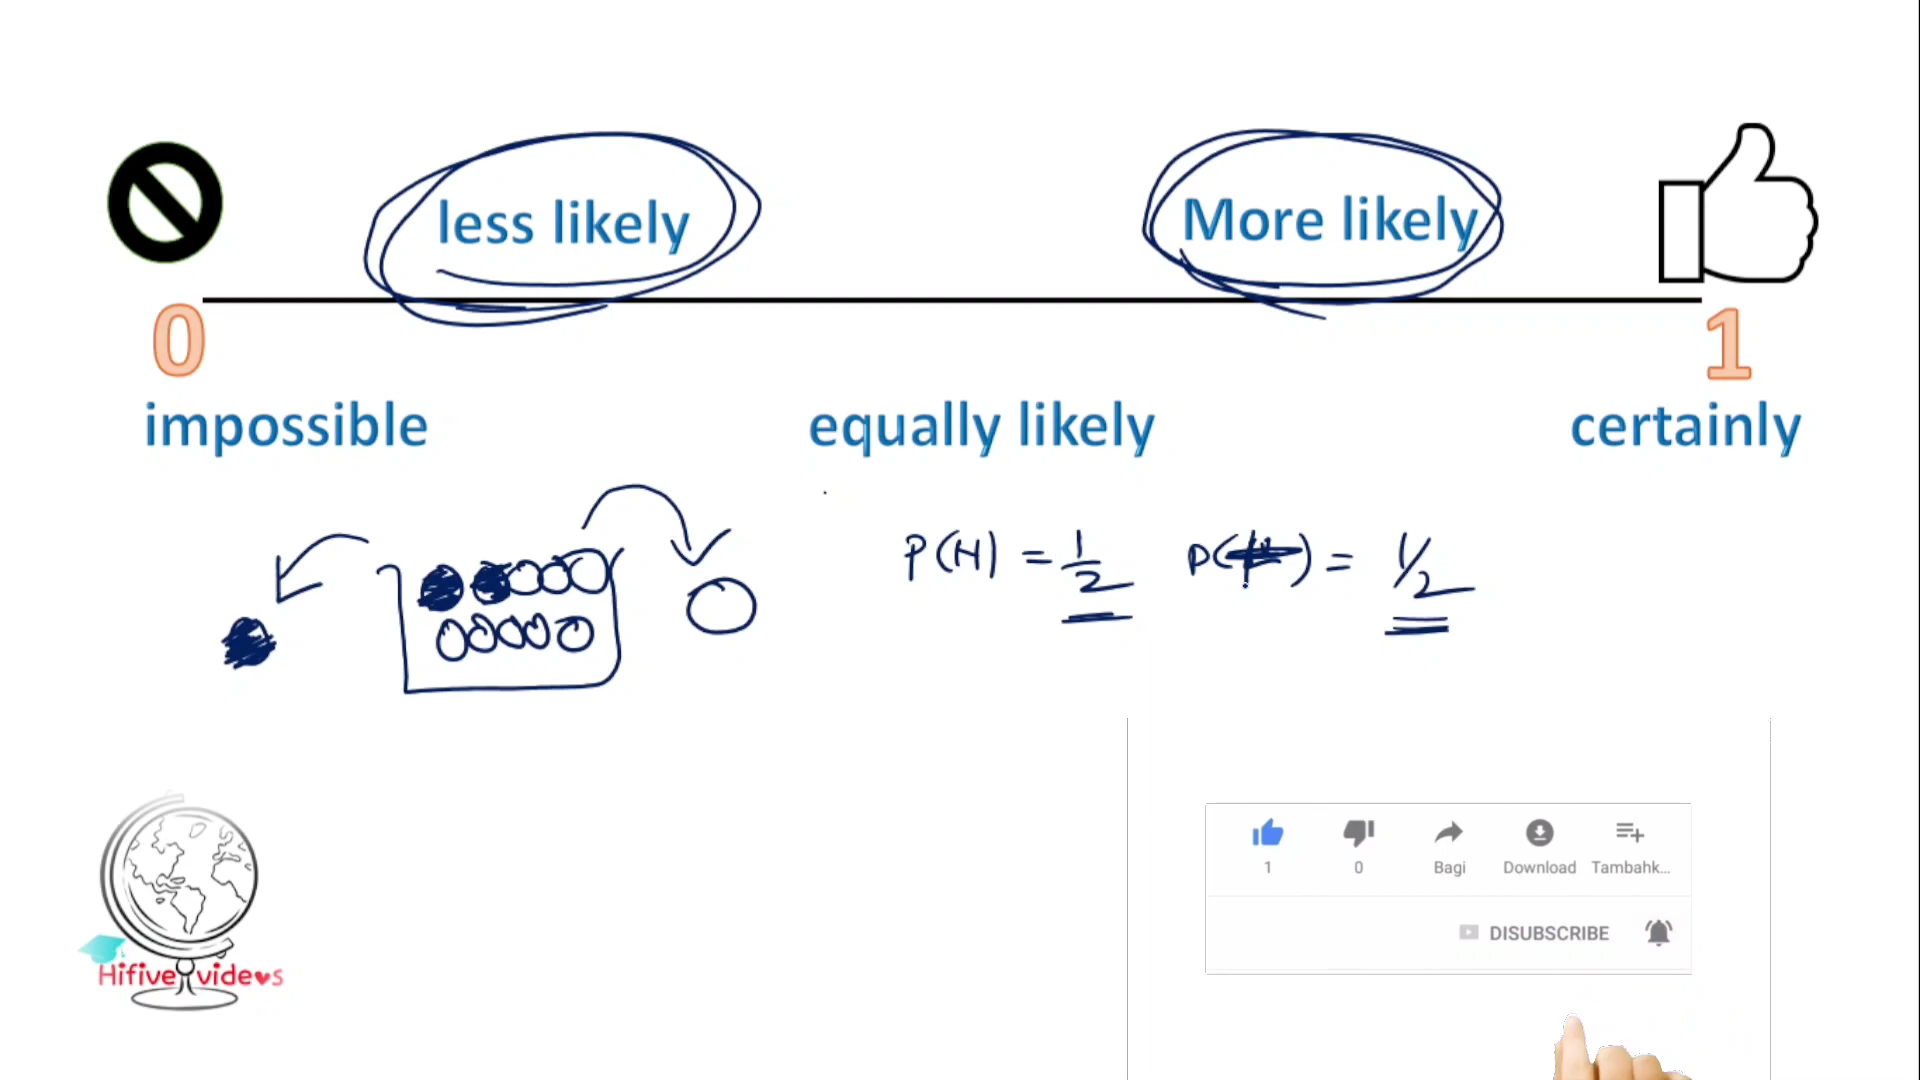 less likely
More likely
0
1
impossible
equally likely
certainly
P(H) = 1/2
P( ) = 1/2
1
0
Bagi
Download
Tambahk...
DISUBSCRIBE
Hifive videos